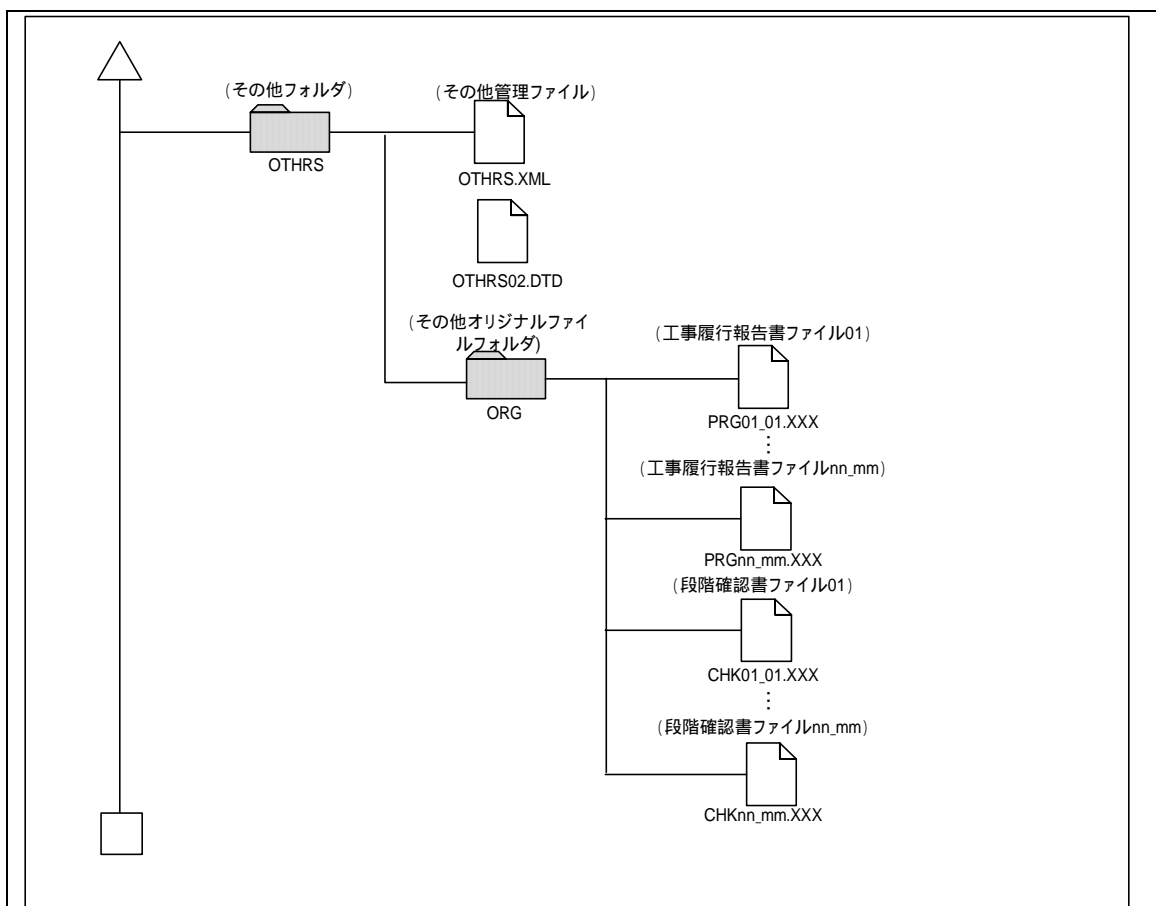 (その他フォルダ)
OTHRS
(その他管理ファイル)
OTHRS.XML
OTHRS02.DTD
(その他オリジナルファイ
ルフォルダ)
ORG
(工事履行報告書ファイル01)
PRG01_01.XXX
⋮
(工事履行報告書ファイルnn_mm)
PRGnn_mm.XXX
(段階確認書ファイル01)
CHK01_01.XXX
⋮
(段階確認書ファイルnn_mm)
CHKnn_mm.XXX